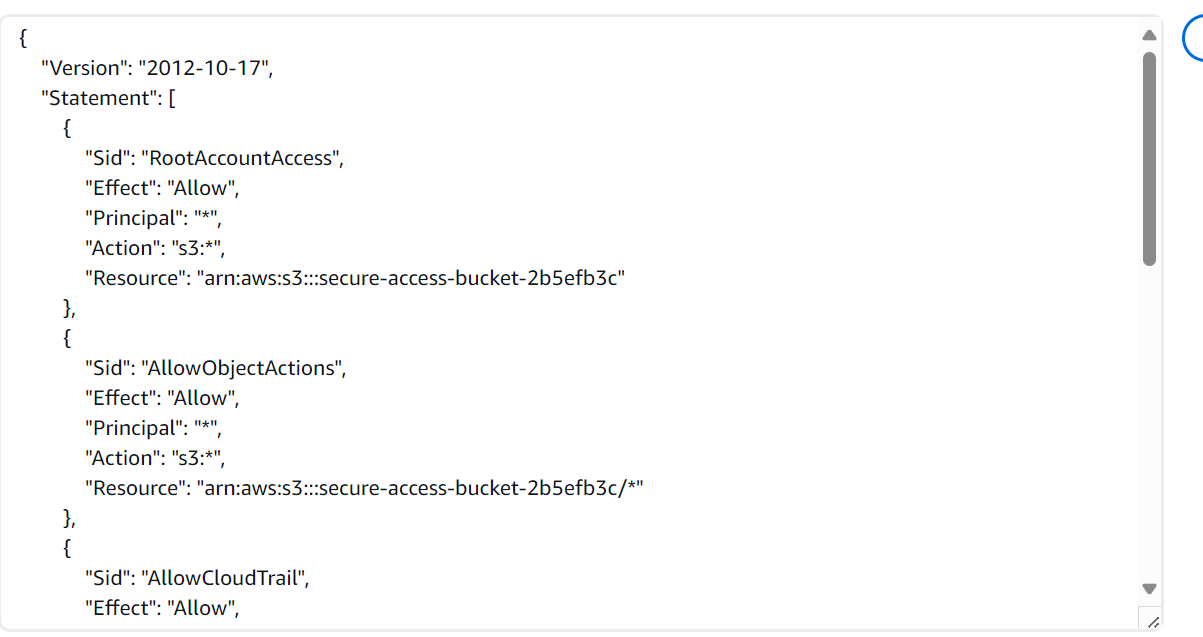 {
"Version": "2012-10-17",
"Statement": [
{
"Sid": "RootAccountAccess",
"Effect": "Allow",
"Principal": "*",
"Action": "s3:*",
"Resource": "arn:aws:s3:::secure-access-bucket-2b5efb3c"
},
{
"Sid": "AllowObjectActions",
"Effect": "Allow",
"Principal": "*",
"Action": "s3:*",
"Resource": "arn:aws:s3:::secure-access-bucket-2b5efb3c/*"
},
{
"Sid": "AllowCloudTrail",
"Effect": "Allow",